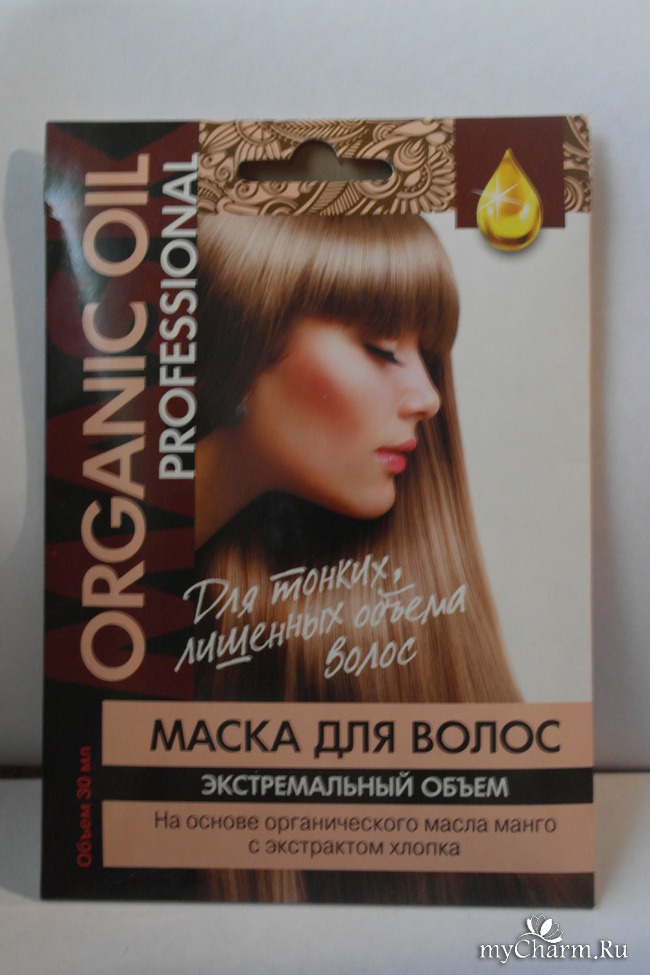 ORGANIC OIL
PROFESSIONAL
Для тонких,
лишенных объема
волос
МАСКА ДЛЯ ВОЛОС
ЭКСТРЕМАЛЬНЫЙ ОБЪЕМ
На основе органического масла манго
с экстрактом хлопка
Объем 30 мл
myCharm.Ru